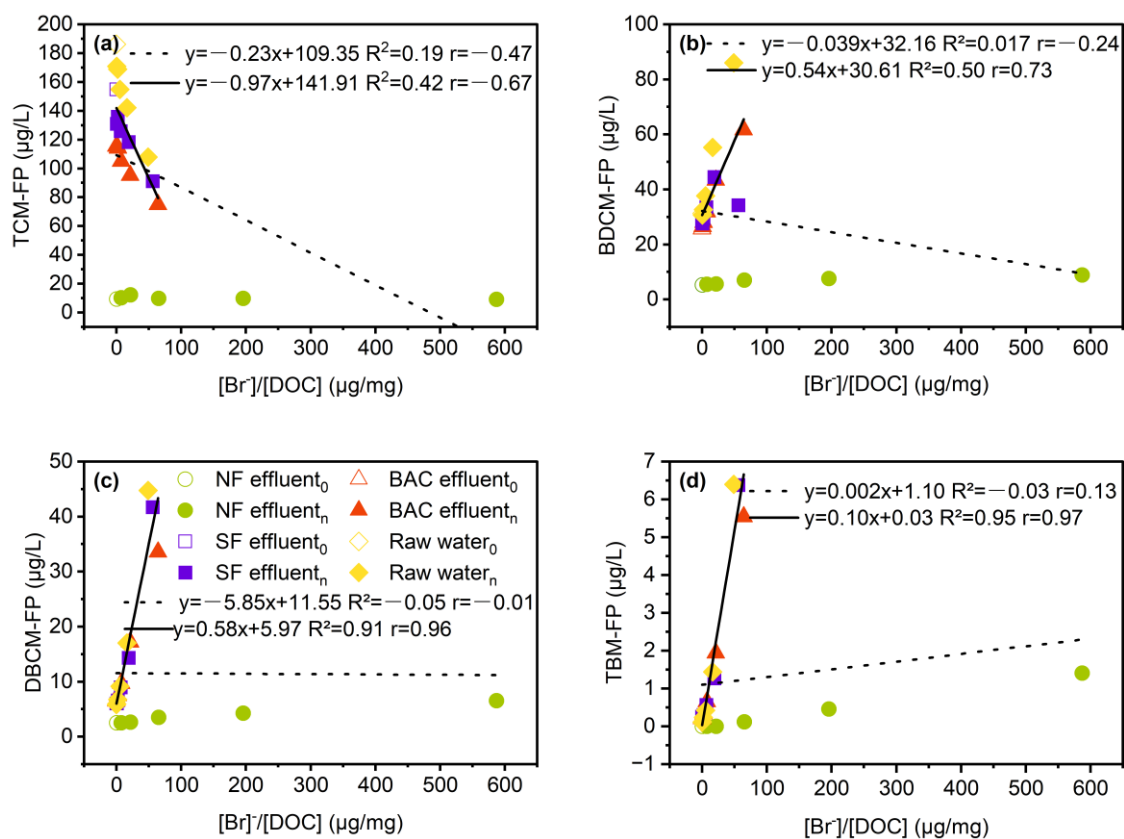 (a)
y=−0.23x+109.35 R²=0.19 r=−0.47
y=−0.97x+141.91 R²=0.42 r=−0.67
TCM-FP (μg/L)
200
180
160
140
120
100
80
60
40
20
0
0 100 200 300 400 500 600
[Br⁻]/[DOC] (μg/mg)
(b)
y=−0.039x+32.16 R²=0.017 r=−0.24
y=0.54x+30.61 R²=0.50 r=0.73
BDCM-FP (μg/L)
100
80
60
40
20
0
0 100 200 300 400 500 600
[Br⁻]/[DOC] (μg/mg)
(c)
NF effluent₀ BAC effluent₀
NF effluentₙ BAC effluentₙ
SF effluent₀ Raw water₀
SF effluentₙ Raw waterₙ
y=−5.85x+11.55 R²=−0.05 r=−0.01
y=0.58x+5.97 R²=0.91 r=0.96
DBCM-FP (μg/L)
50
40
30
20
10
0
0 100 200 300 400 500 600
[Br]⁻/[DOC] (μg/mg)
(d)
y=0.002x+1.10 R²=−0.03 r=0.13
y=0.10x+0.03 R²=0.95 r=0.97
TBM-FP (μg/L)
7
6
5
4
3
2
1
0
−1
0 100 200 300 400 500 600
[Br⁻]/[DOC] (μg/mg)